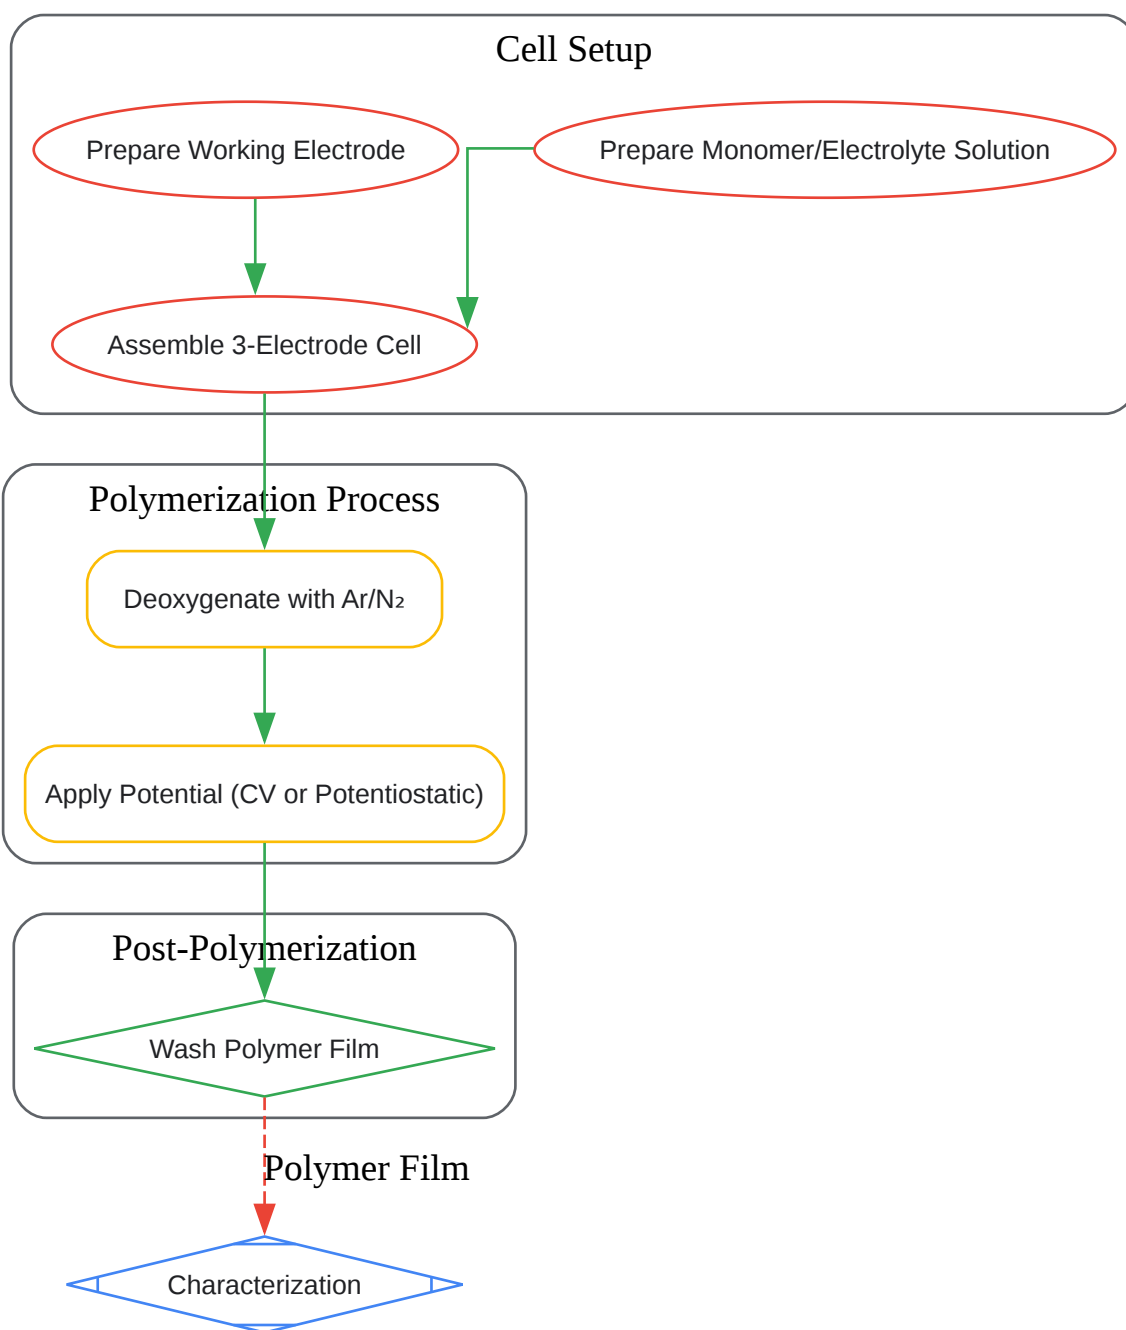 Cell Setup
Prepare Working Electrode
Prepare Monomer/Electrolyte Solution
Assemble 3-Electrode Cell
Polymerization Process
Deoxygenate with Ar/N₂
Apply Potential (CV or Potentiostatic)
Post-Polymerization
Wash Polymer Film
Polymer Film
Characterization